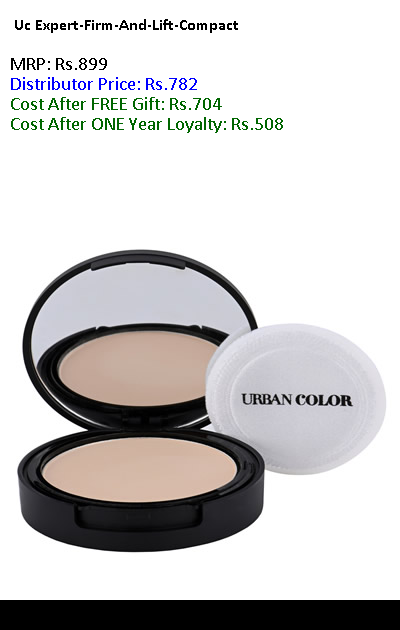 Uc Expert-Firm-And-Lift-Compact
MRP: Rs.899
Distributor Price: Rs.782
Cost After FREE Gift: Rs.704
Cost After ONE Year Loyalty: Rs.508
URBAN COLOR